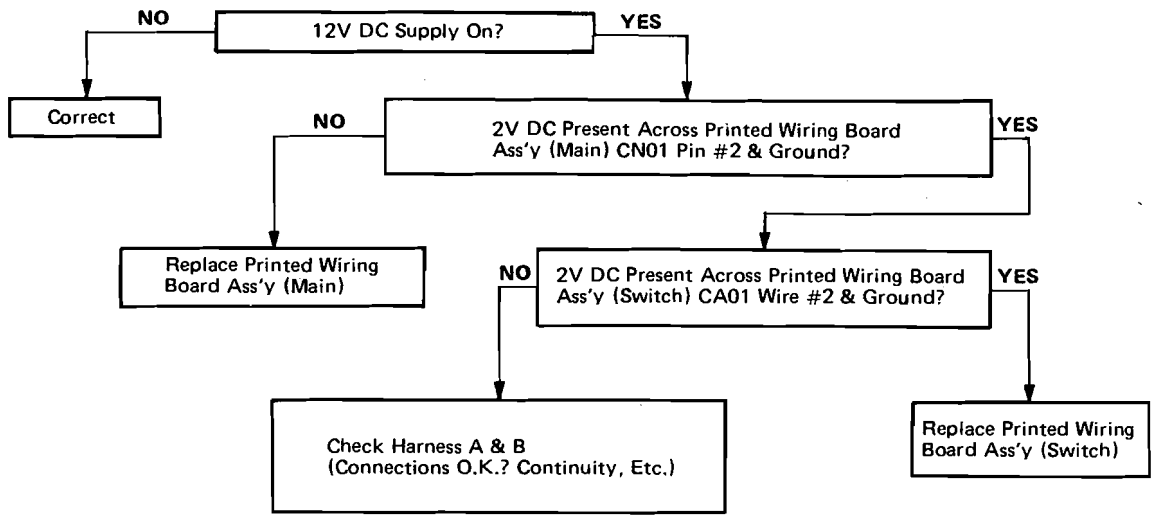 NO
12V DC Supply On?
YES
Correct
NO
2V DC Present Across Printed Wiring Board
Ass'y (Main) CN01 Pin #2 & Ground?
YES
Replace Printed Wiring
Board Ass'y (Main)
NO
2V DC Present Across Printed Wiring Board
Ass'y (Switch) CA01 Wire #2 & Ground?
YES
Check Harness A & B
(Connections O.K.? Continuity, Etc.)
Replace Printed Wiring
Board Ass'y (Switch)